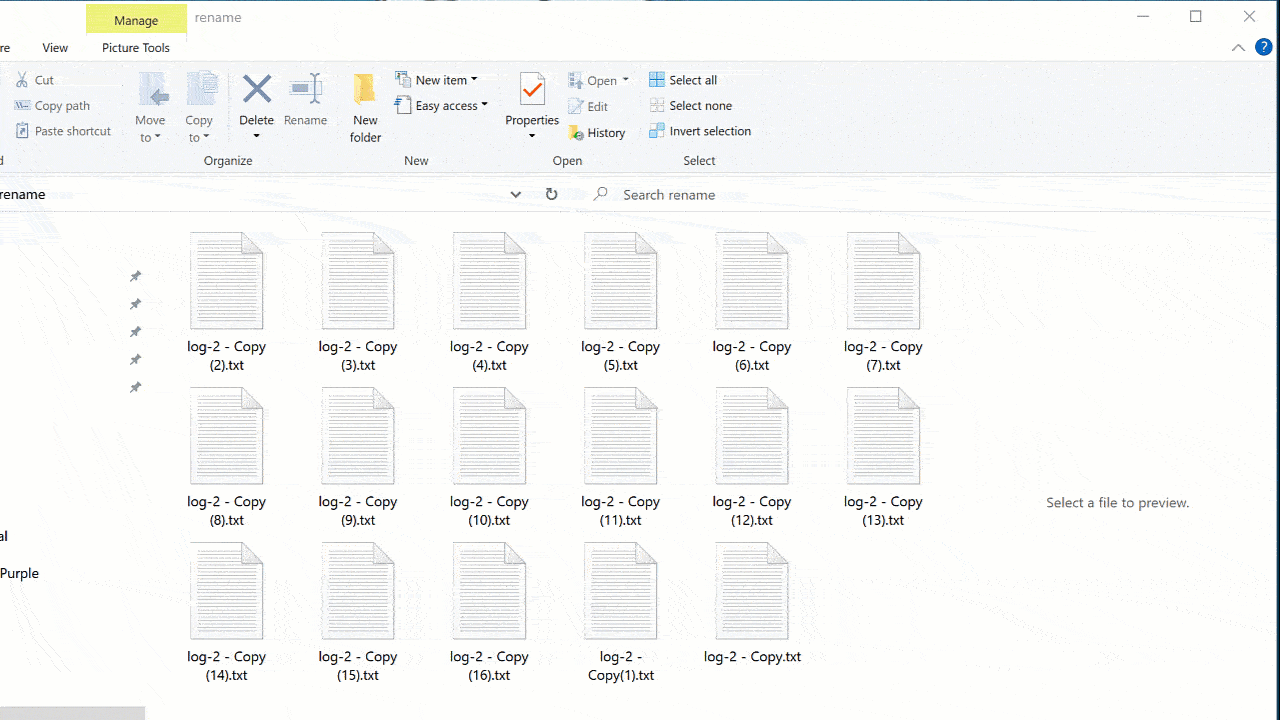 Manage
rename
re
View
Picture Tools
?
Cut
Copy path
Paste shortcut
Move
to
Copy
to
Delete
Rename
New
folder
New item
Easy access
Properties
Open
Edit
History
Select all
Select none
Invert selection
d
Organize
New
Open
Select
rename
Search rename
log-2 - Copy
(2).txt
log-2 - Copy
(3).txt
log-2 - Copy
(4).txt
log-2 - Copy
(5).txt
log-2 - Copy
(6).txt
log-2 - Copy
(7).txt
log-2 - Copy
(8).txt
log-2 - Copy
(9).txt
log-2 - Copy
(10).txt
log-2 - Copy
(11).txt
log-2 - Copy
(12).txt
log-2 - Copy
(13).txt
Select a file to preview.
al
Purple
log-2 - Copy
(14).txt
log-2 - Copy
(15).txt
log-2 - Copy
(16).txt
log-2 -
Copy(1).txt
log-2 - Copy.txt